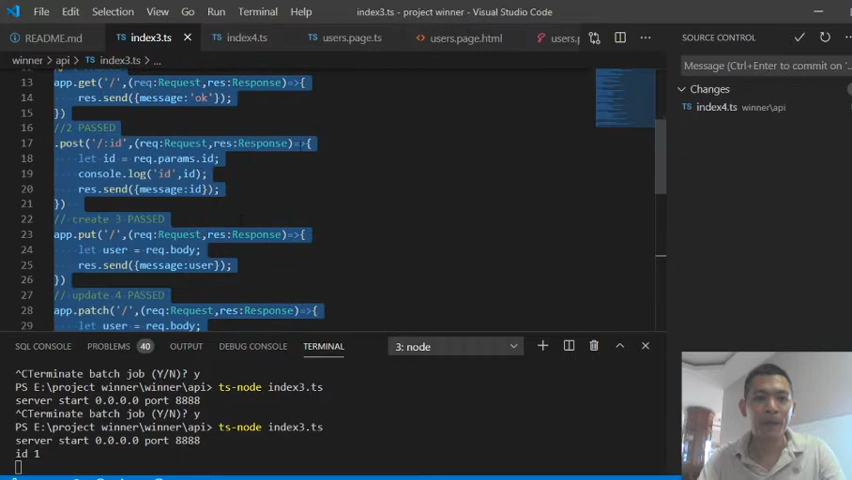 File Edit Selection View Go Run Terminal Help index3.ts - project winner - Visual Studio Code
README.md index3.ts index4.ts users.page.ts users.page.html users.p
winner > api > index3.ts > ...
SOURCE CONTROL
Message (Ctrl+Enter to commit on
Changes
index4.ts winner\api
13 app.get('/',(req:Request,res:Response)=>{
14 res.send({message:'ok'});
15 })
16 //2 PASSED
17 .post('/:id',(req:Request,res:Response)=>{
18 let id = req.params.id;
19 console.log('id',id);
20 res.send({message:id});
21 })
22 // create 3 PASSED
23 app.put('/',(req:Request,res:Response)=>{
24 let user = req.body;
25 res.send({message:user});
26 })
27 // update 4 PASSED
28 app.patch('/',(req:Request,res:Response)=>{
29 let user = req.body;
SQL CONSOLE PROBLEMS 40 OUTPUT DEBUG CONSOLE TERMINAL 3: node
^CTerminate batch job (Y/N)? y
PS E:\project winner\winner\api> ts-node index3.ts
server start 0.0.0.0 port 8888
^CTerminate batch job (Y/N)? y
PS E:\project winner\winner\api> ts-node index3.ts
server start 0.0.0.0 port 8888
id 1